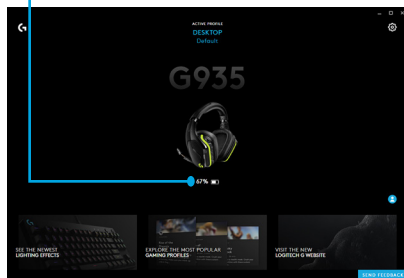 ACTIVE PROFILE
DESKTOP
Default
G935
67%
SEE THE NEWEST
LIGHTING EFFECTS
EXPLORE THE MOST POPULAR
GAMING PROFILES
VISIT THE NEW
LOGITECH G WEBSITE
SEND FEEDBACK